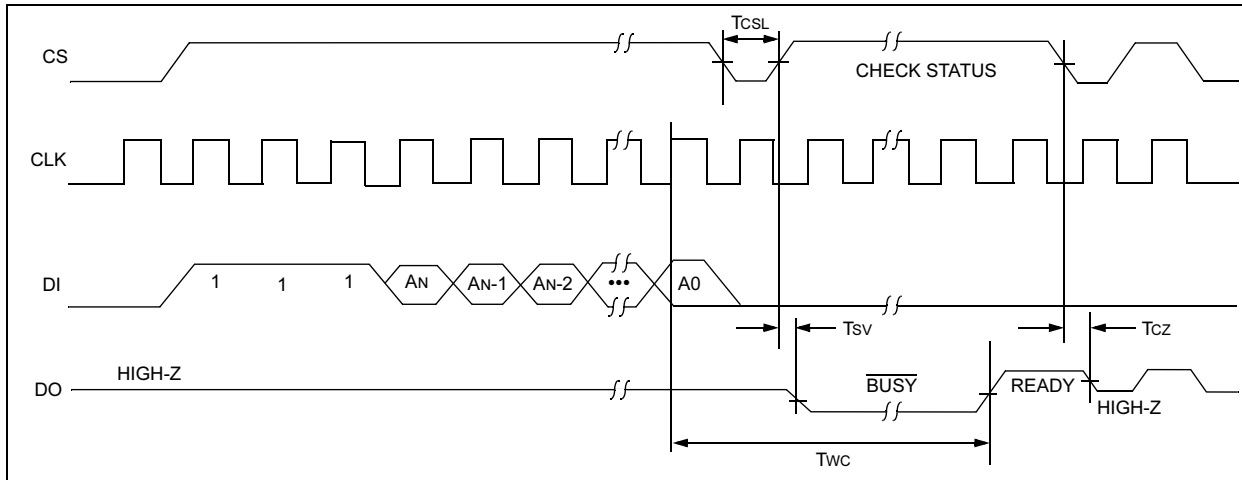 TCSL
CS
CHECK STATUS
CLK
DI
1 1 1 AN AN-1 AN-2 ••• A0
TSV
TCZ
HIGH-Z
DO
BUSY
READY
HIGH-Z
TWC